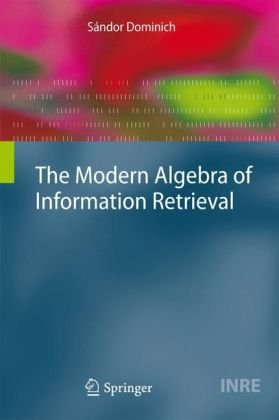 Sándor Dominich
The Modern Algebra of
Information Retrieval
Springer
INRE